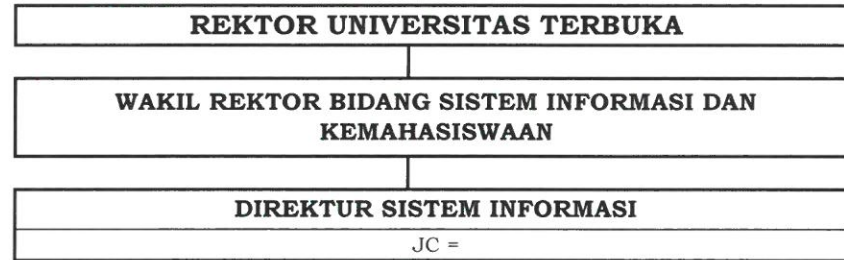 REKTOR UNIVERSITAS TERBUKA
WAKIL REKTOR BIDANG SISTEM INFORMASI DAN
KEMAHASISWAAN
DIREKTUR SISTEM INFORMASI
JC =